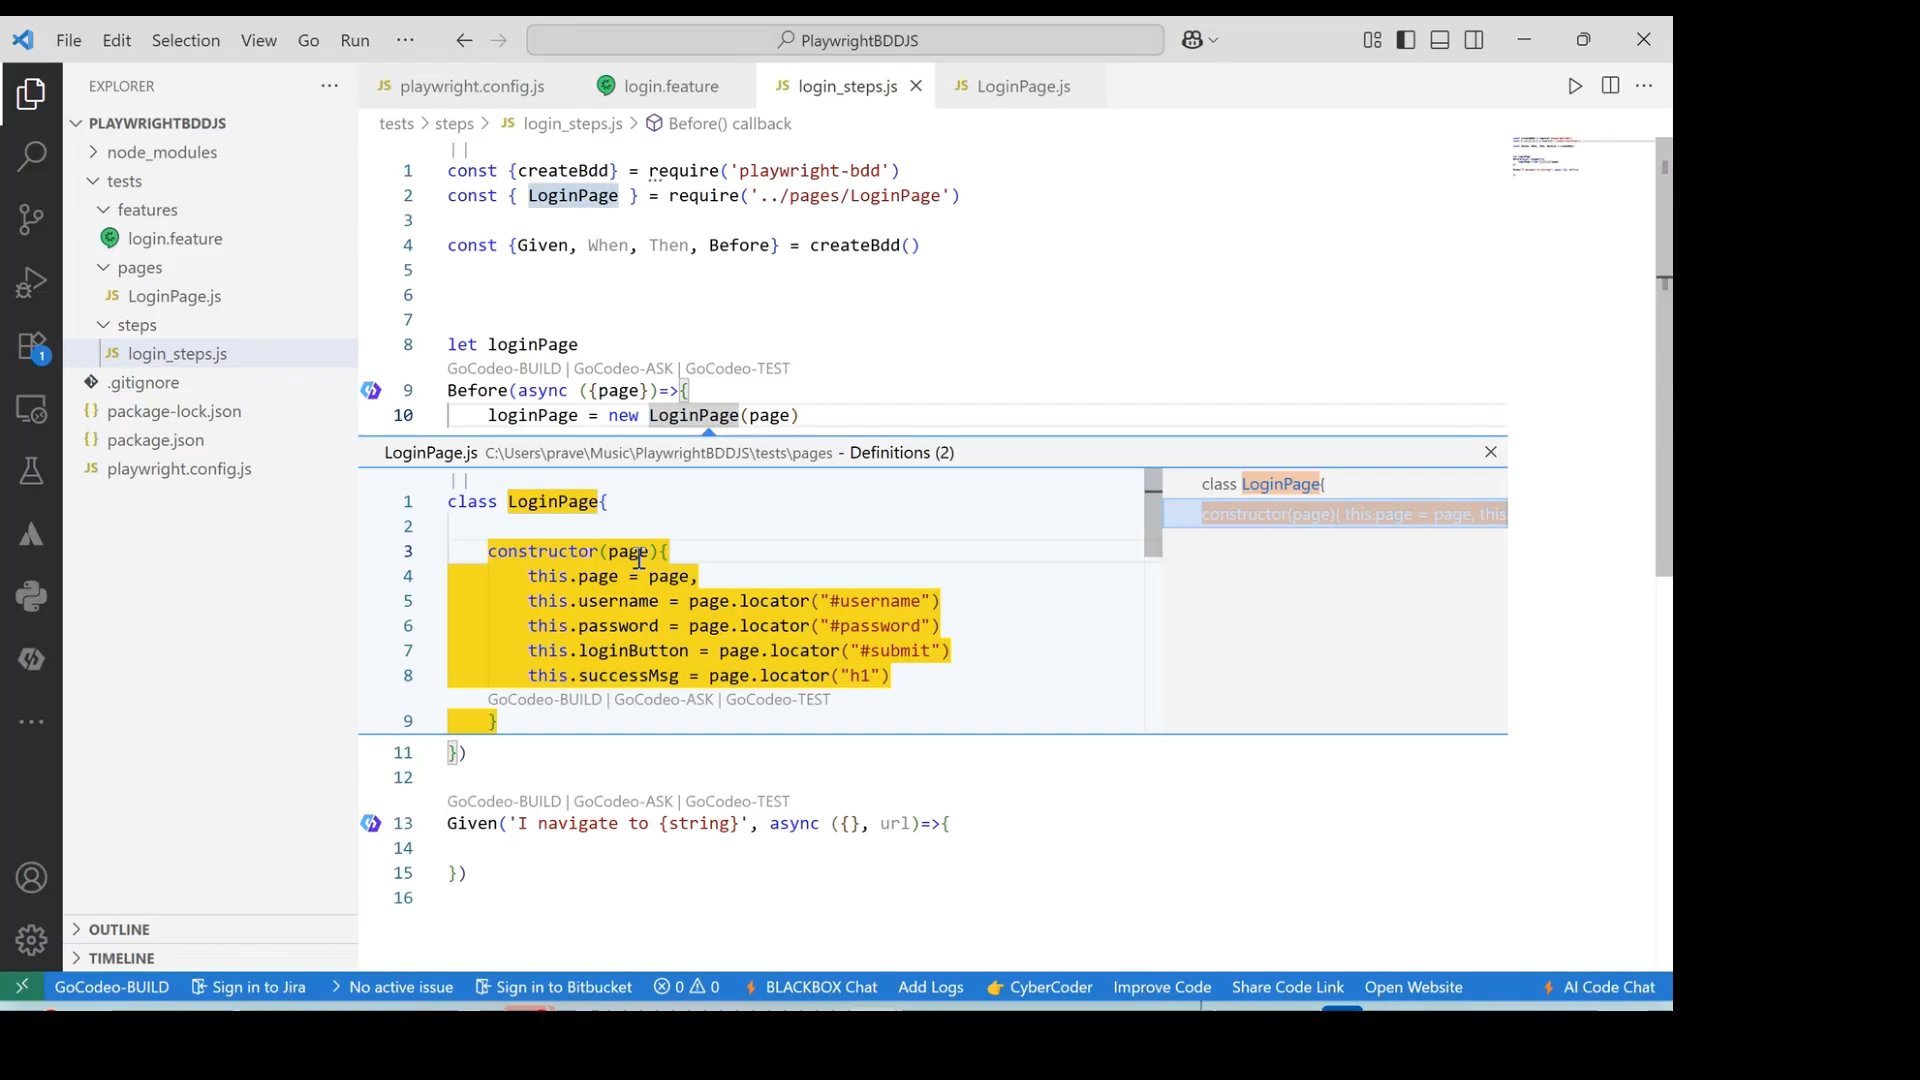 File Edit Selection View Go Run ··· PlaywrightBDDJS
EXPLORER
playwright.config.js login.feature login_steps.js LoginPage.js
PLAYWRIGHTBDDJS
node_modules
tests
features
login.feature
pages
LoginPage.js
steps
login_steps.js
.gitignore
package-lock.json
package.json
playwright.config.js
OUTLINE
TIMELINE
1
tests > steps > JS login_steps.js > Before() callback
1 const {createBdd} = require('playwright-bdd')
2 const { LoginPage } = require('../pages/LoginPage')
3
4 const {Given, When, Then, Before} = createBdd()
5
6
7
8 let loginPage
GoCodeo-BUILD | GoCodeo-ASK | GoCodeo-TEST
9 Before(async ({page})=>{
10 loginPage = new LoginPage(page)
LoginPage.js C:\Users\prave\Music\PlaywrightBDDJS\tests\pages - Definitions (2)
1 class LoginPage{
2
3 constructor(page){
4 this.page = page,
5 this.username = page.locator("#username")
6 this.password = page.locator("#password")
7 this.loginButton = page.locator("#submit")
8 this.successMsg = page.locator("h1")
GoCodeo-BUILD | GoCodeo-ASK | GoCodeo-TEST
9 }
class LoginPage{
constructor(page){ this.page = page, this
11 })
12
GoCodeo-BUILD | GoCodeo-ASK | GoCodeo-TEST
13 Given('I navigate to {string}', async ({}, url)=>{
14
15 })
16
GoCodeo-BUILD Sign in to Jira No active issue Sign in to Bitbucket 0 0 BLACKBOX Chat Add Logs CyberCoder Improve Code Share Code Link Open Website AI Code Chat